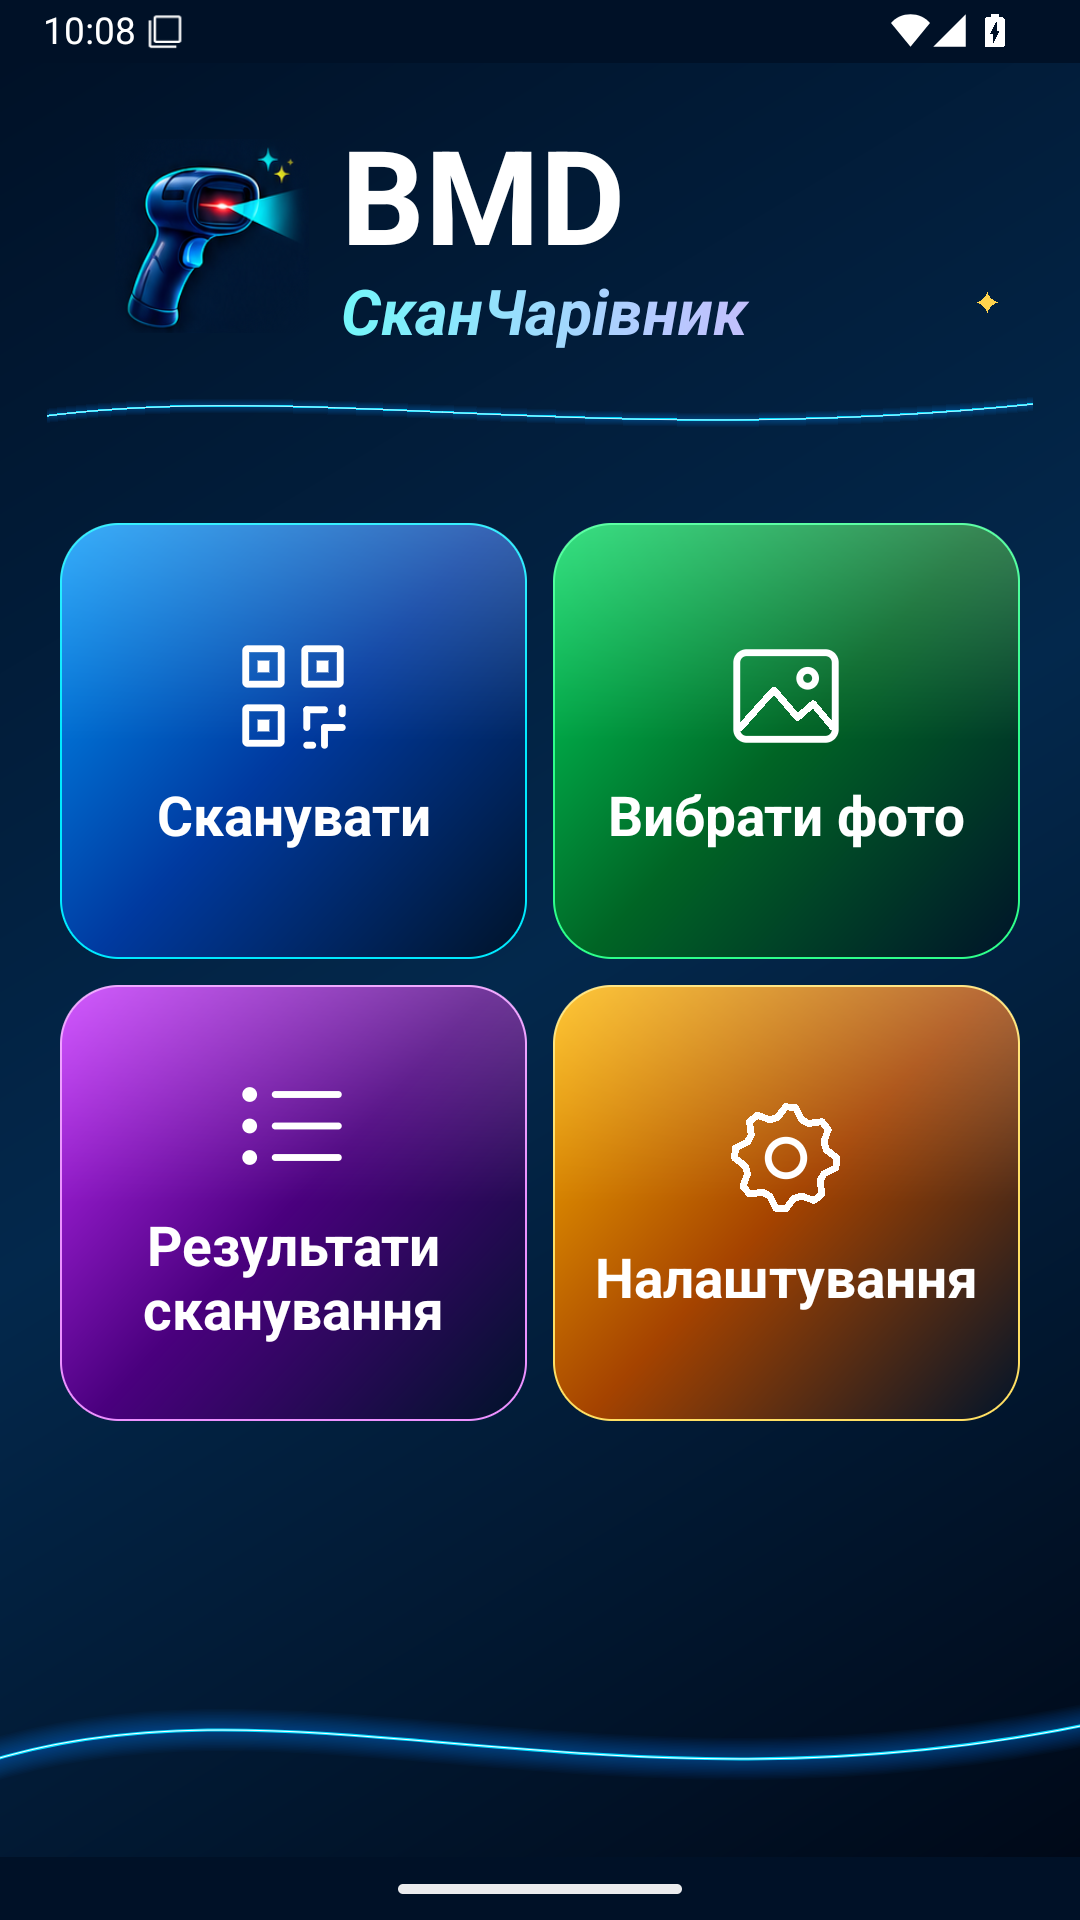 10:08
BMD
СканЧарівник
Сканувати
Вибрати фото
Результати
сканування
Налаштування